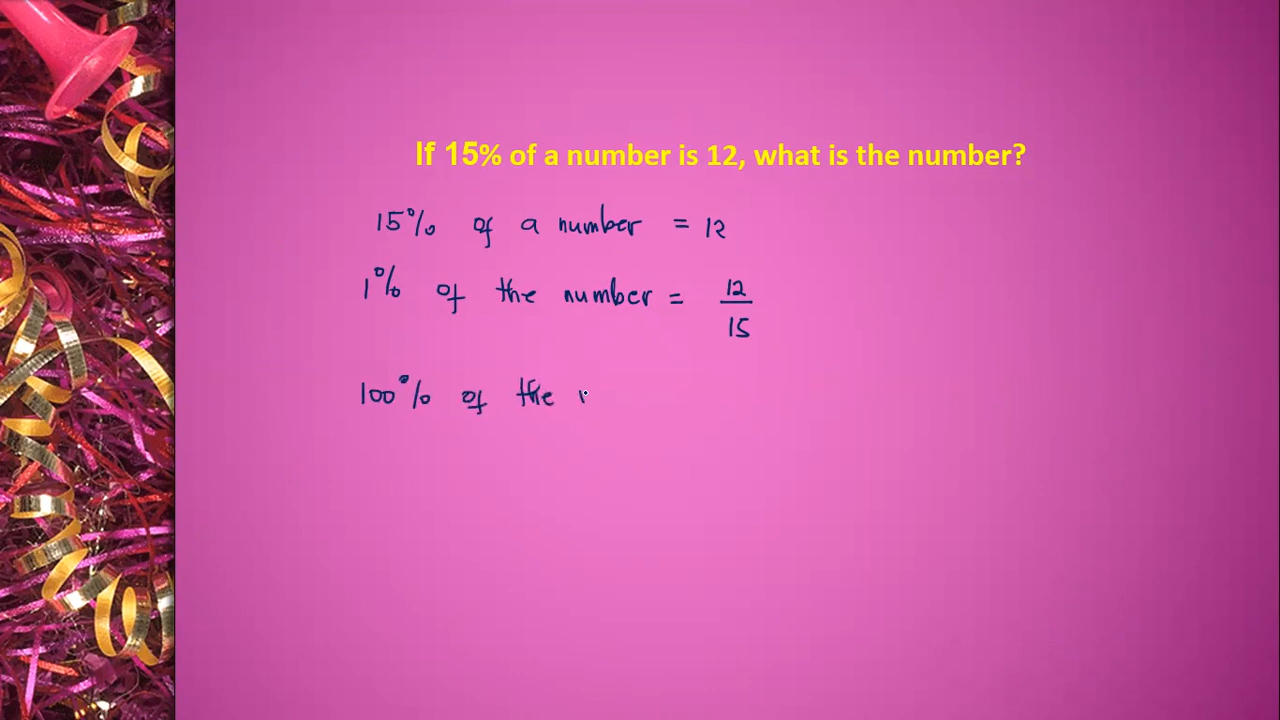 If 15% of a number is 12, what is the number?
15% of a number = 12
1% of the number = 12/15
100% of the